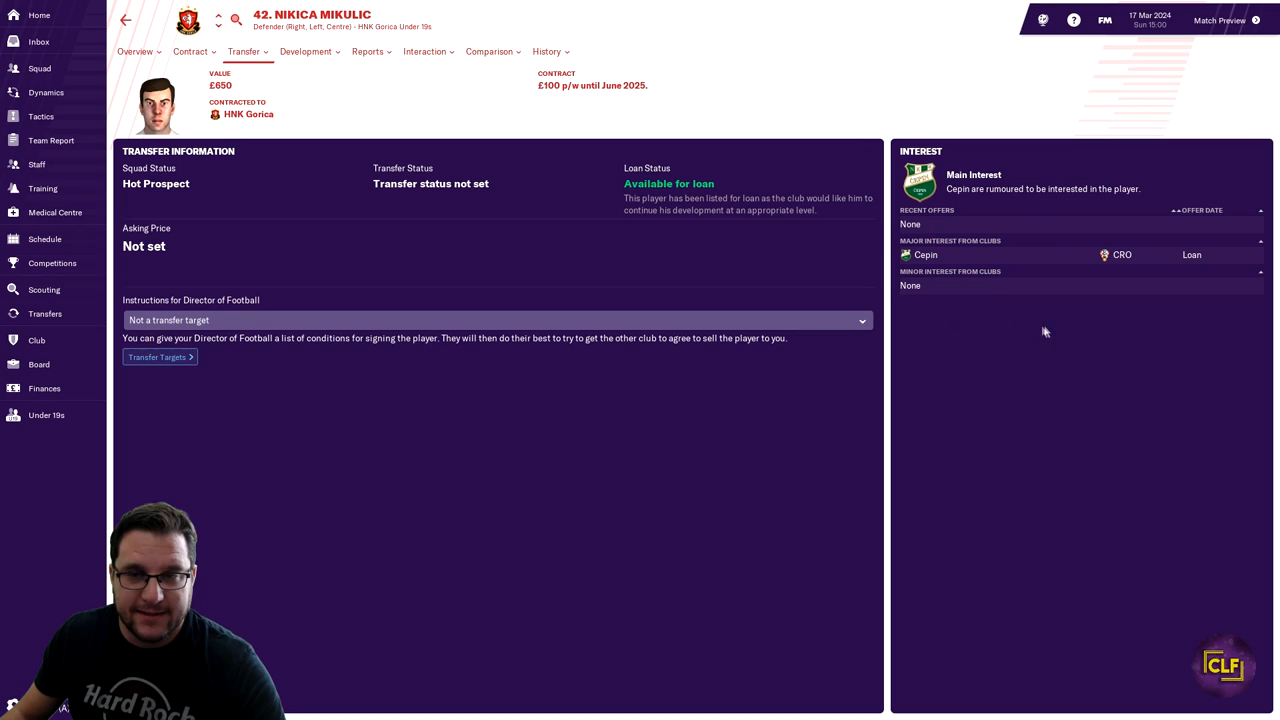 Home
Inbox
Squad
Dynamics
Tactics
Team Report
Staff
Training
Medical Centre
Schedule
Competitions
Scouting
Transfers
Club
Board
Finances
Under 19s
42. NIKICA MIKULIC
Defender (Right, Left, Centre) - HNK Gorica Under 19s
?
FM
17 Mar 2024
Sun 15:00
Match Preview
Overview
Contract
Transfer
Development
Reports
Interaction
Comparison
History
VALUE
£650
CONTRACTED TO
HNK Gorica
CONTRACT
£100 p/w until June 2025.
TRANSFER INFORMATION
Squad Status
Hot Prospect
Transfer Status
Transfer status not set
Loan Status
Available for loan
This player has been listed for loan as the club would like him to
continue his development at an appropriate level.
Asking Price
Not set
Instructions for Director of Football
Not a transfer target
You can give your Director of Football a list of conditions for signing the player. They will then do their best to try to get the other club to agree to sell the player to you.
Transfer Targets
INTEREST
Main Interest
Cepin are rumoured to be interested in the player.
RECENT OFFERS
OFFER DATE
None
MAJOR INTEREST FROM CLUBS
Cepin
CRO
Loan
MINOR INTEREST FROM CLUBS
None
Hard Rock
CLF